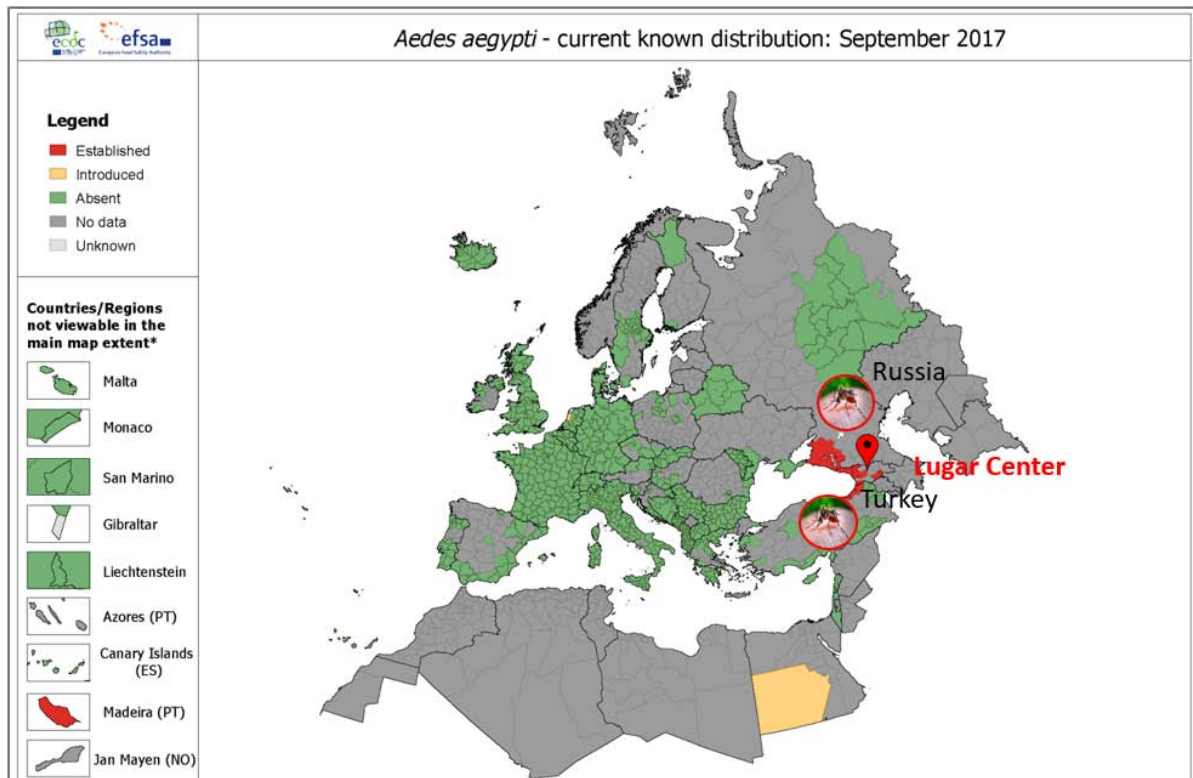 ecdc
efsa
European Food Safety Authority
Aedes aegypti - current known distribution: September 2017
Legend
Established
Introduced
Absent
No data
Unknown
Countries/Regions
not viewable in the
main map extent*
Malta
Monaco
San Marino
Gibraltar
Liechtenstein
Azores (PT)
Canary Islands
(ES)
Madeira (PT)
Jan Mayen (NO)
Russia
Lugar Center
Turkey